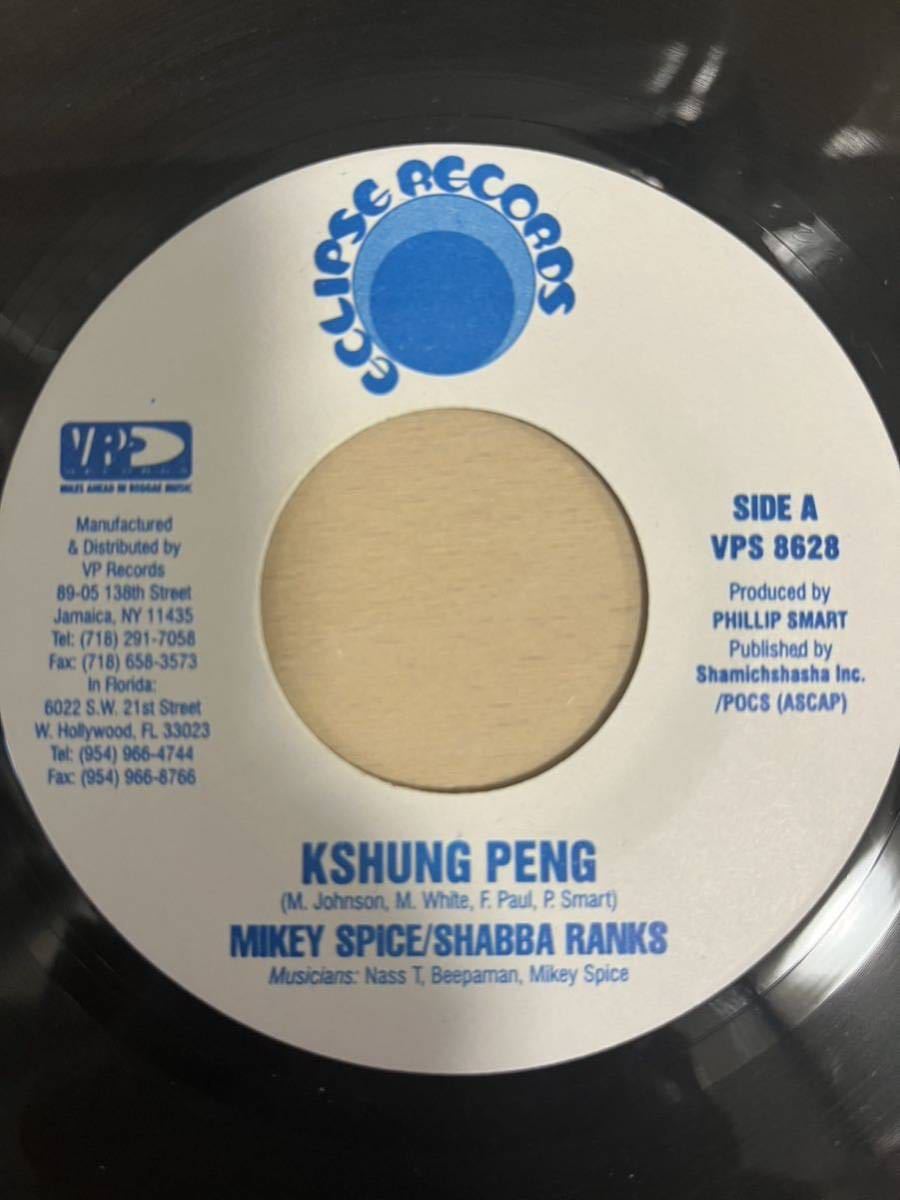 ECLIPSE RECORDS
VP
RECORDS
MILES AHEAD IN REGGAE MUSIC
Manufactured
& Distributed by
VP Records
89-05 138th Street
Jamaica, NY 11435
Tel: (718) 291-7058
Fax: (718) 658-3573
In Florida:
6022 S.W. 21st Street
W. Hollywood, FL 33023
Tel: (954) 966-4744
Fax: (954) 966-8766
SIDE A
VPS 8628
Produced by
PHILLIP SMART
Published by
Shamichshasha Inc.
/POCS (ASCAP)
KSHUNG PENG
(M. Johnson, M. White, F. Paul, P. Smart)
MIKEY SPICE/SHABBA RANKS
Musicians: Nass T, Beepaman, Mikey Spice